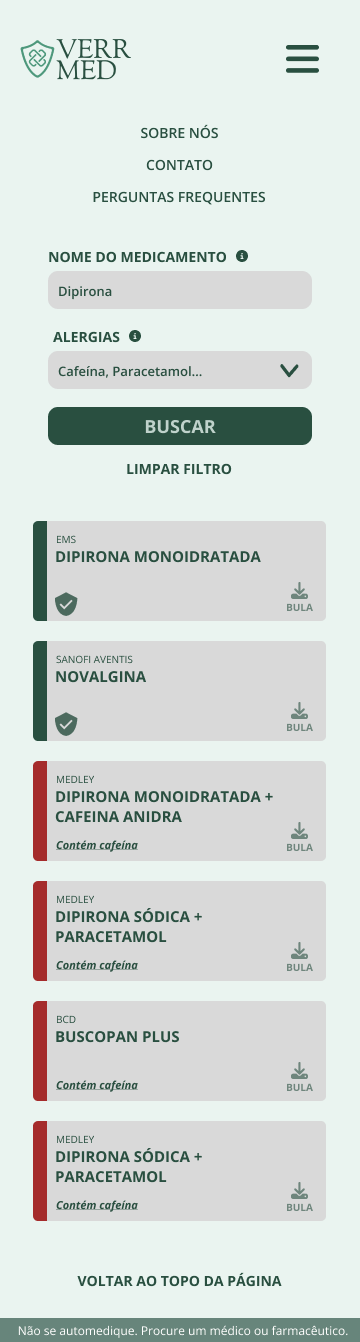 VERR
MED
SOBRE NÓS
CONTATO
PERGUNTAS FREQUENTES
NOME DO MEDICAMENTO
Dipirona
ALERGIAS
Cafeína, Paracetamol...
BUSCAR
LIMPAR FILTRO
EMS
DIPIRONA MONOIDRATADA
BULA
SANOFI AVENTIS
NOVALGINA
BULA
MEDLEY
DIPIRONA MONOIDRATADA +
CAFEINA ANIDRA
Contém cafeína
BULA
MEDLEY
DIPIRONA SÓDICA +
PARACETAMOL
Contém cafeína
BULA
BCD
BUSCOPAN PLUS
Contém cafeína
BULA
MEDLEY
DIPIRONA SÓDICA +
PARACETAMOL
Contém cafeína
BULA
VOLTAR AO TOPO DA PÁGINA
Não se automedique. Procure um médico ou farmacêutico.